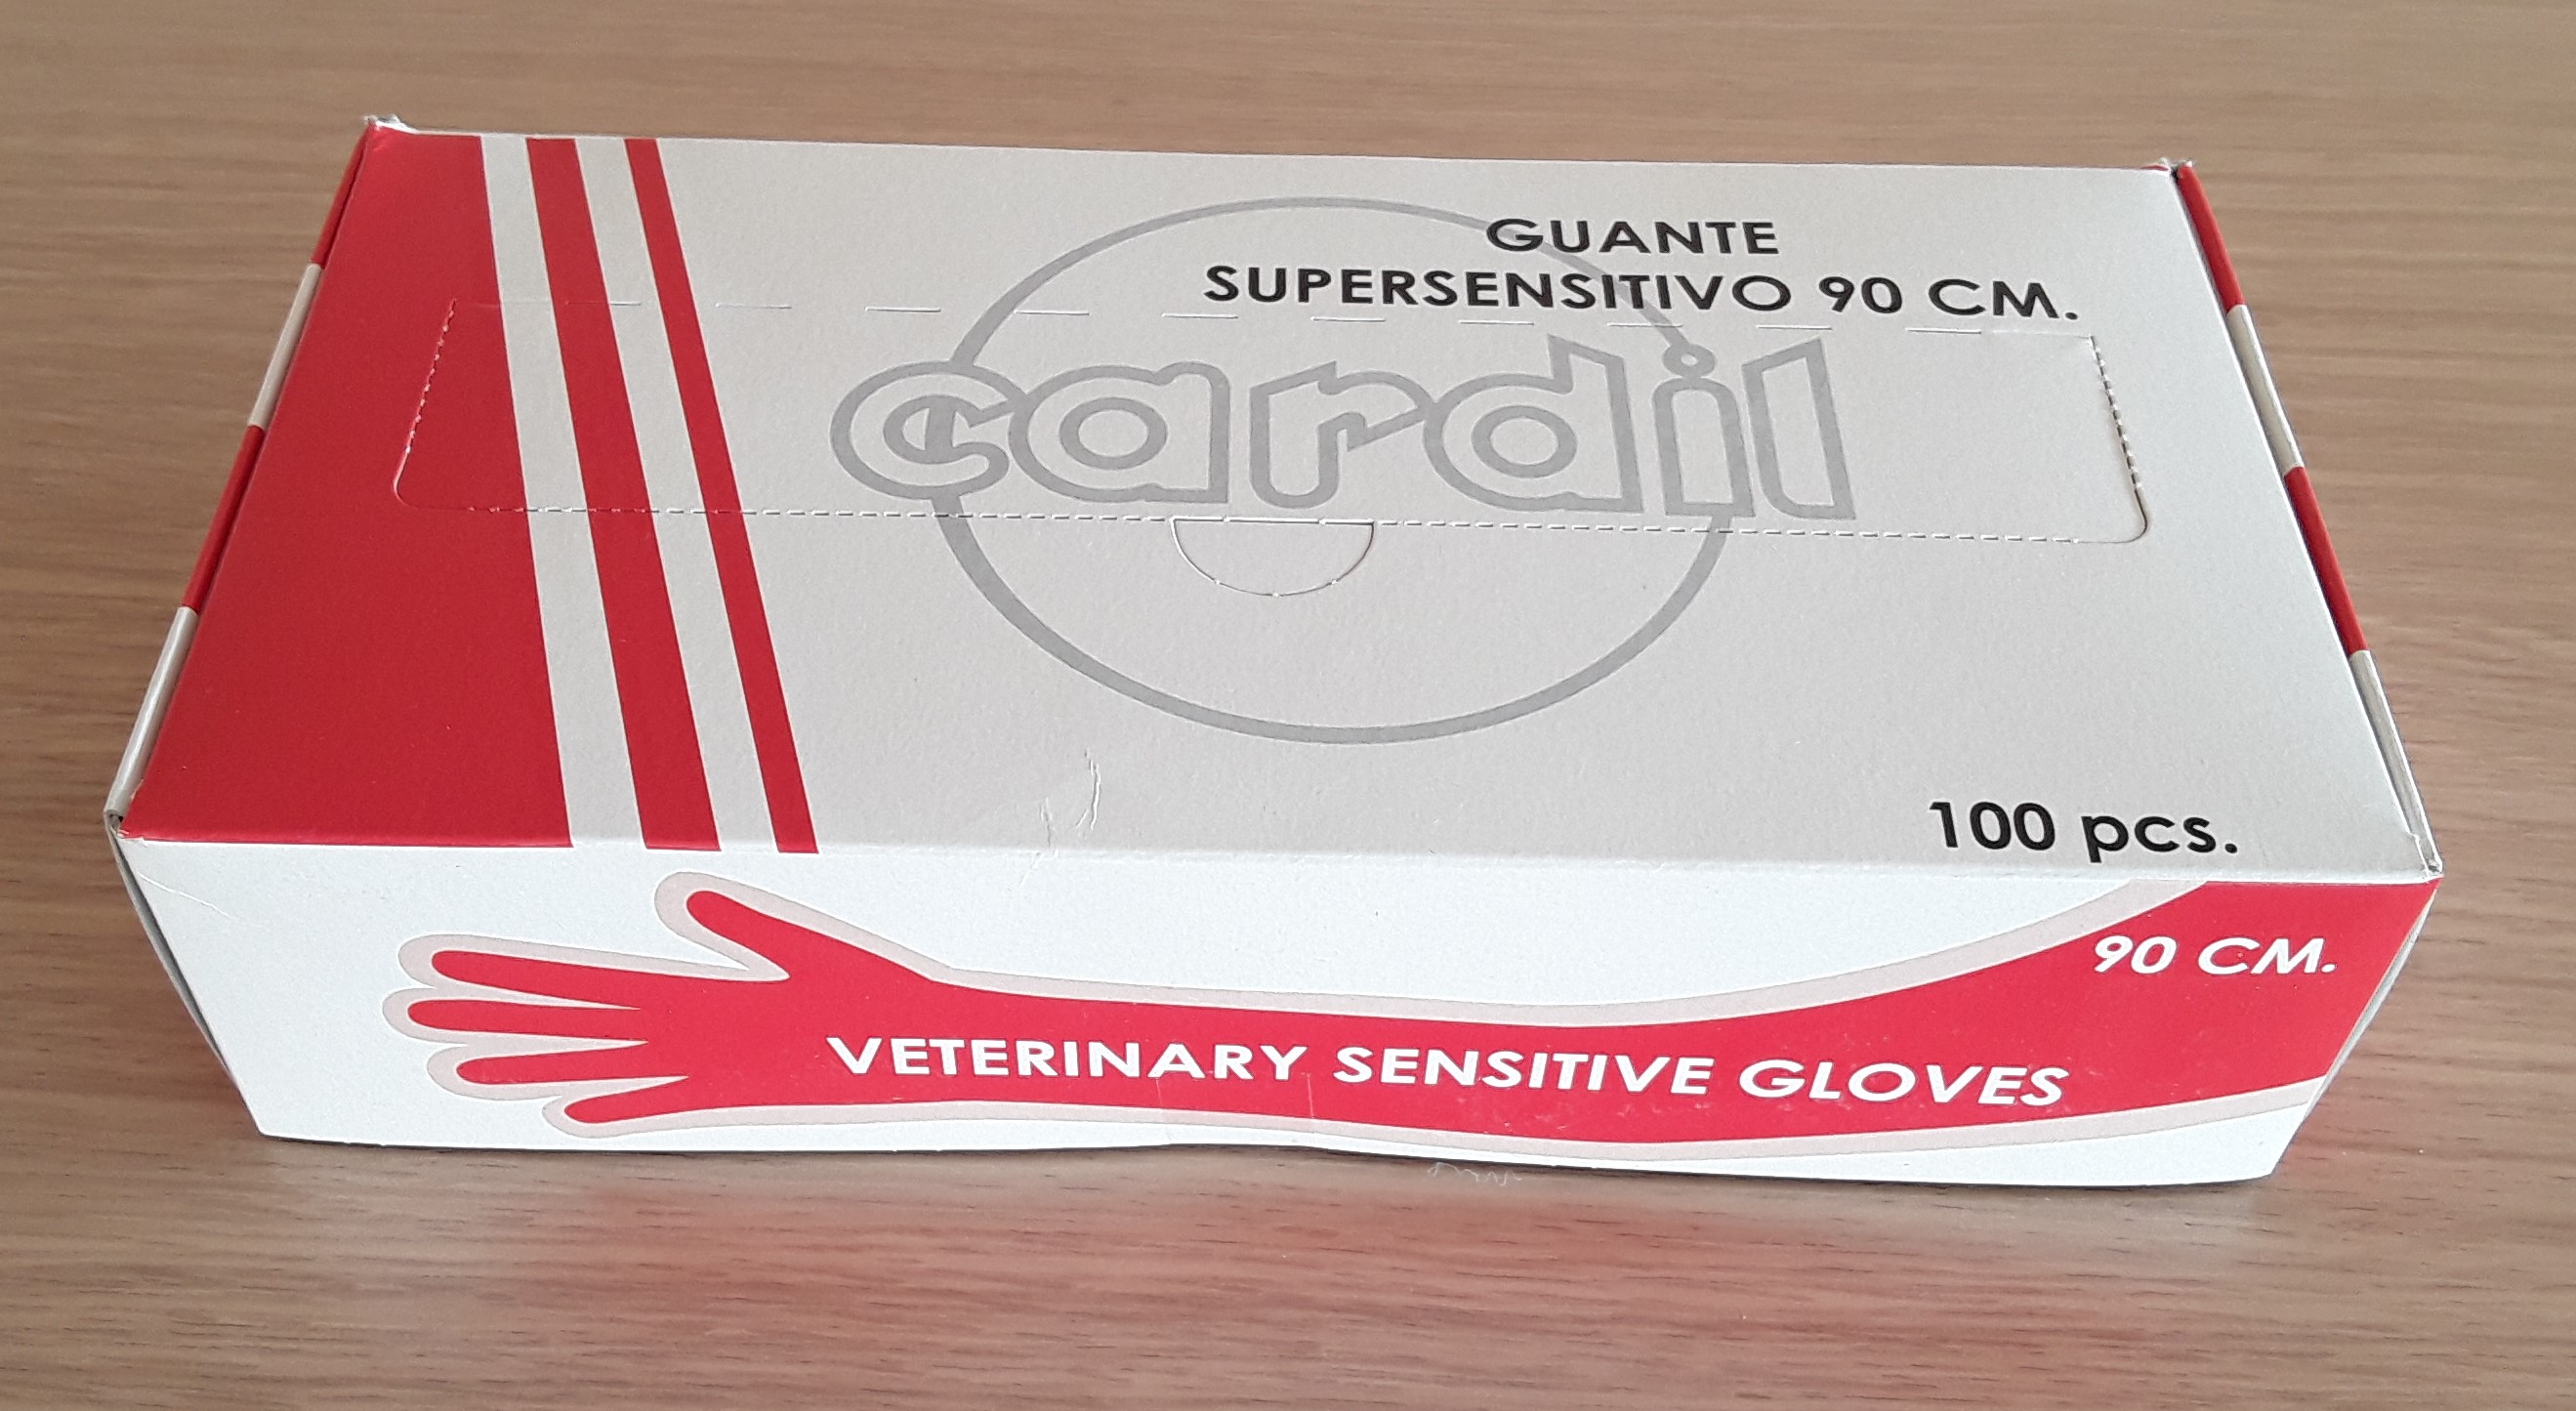 GUANTE
SUPERSENSITIVO 90 CM.
cardil
100 pcs.
90 CM.
VETERINARY SENSITIVE GLOVES